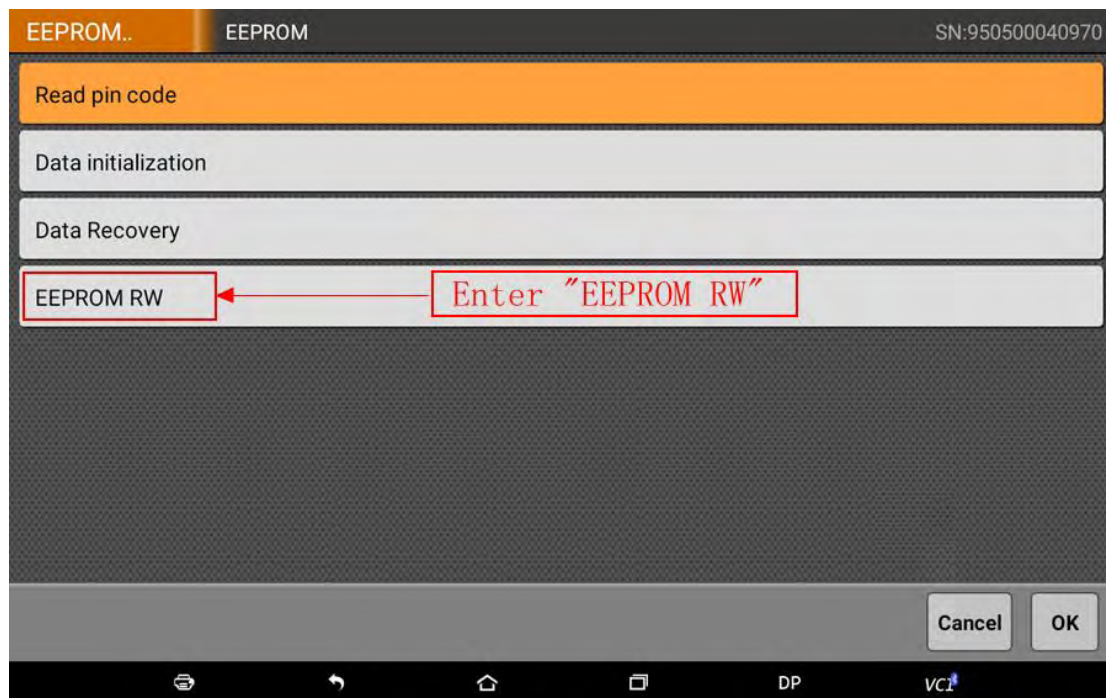 EEPROM.. EEPROM SN:950500040970
Read pin code
Data initialization
Data Recovery
EEPROM RW Enter "EEPROM RW"
Cancel OK
DP VCI